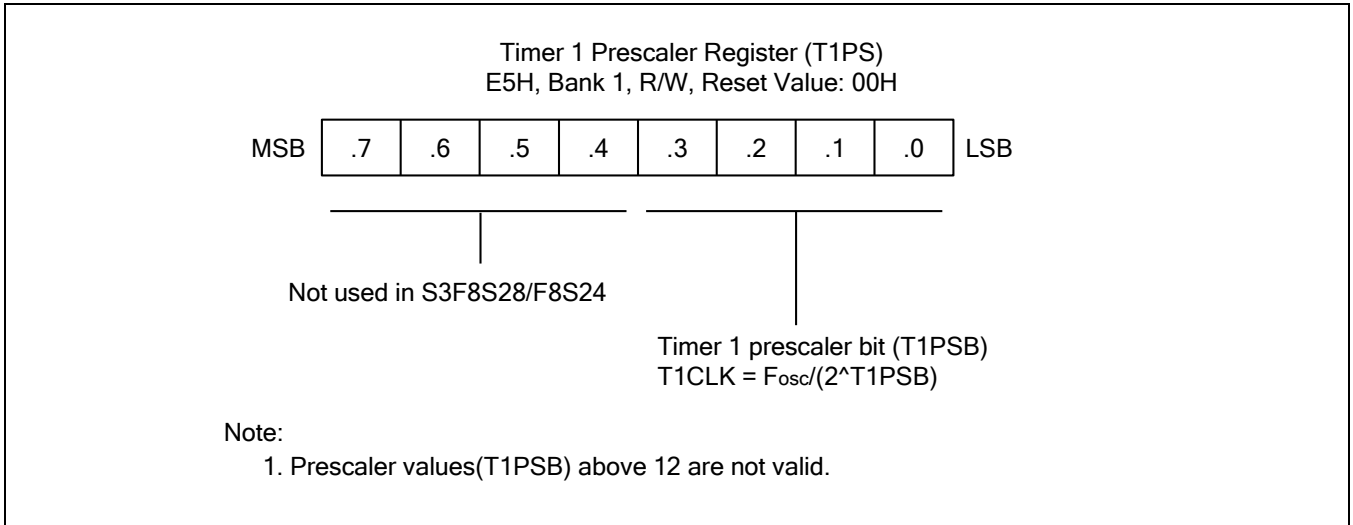 Timer 1 Prescaler Register (T1PS)
E5H, Bank 1, R/W, Reset Value: 00H
MSB .7 .6 .5 .4 .3 .2 .1 .0 LSB
Not used in S3F8S28/F8S24
Timer 1 prescaler bit (T1PSB)
T1CLK = Fosc/(2^T1PSB)
Note:
1. Prescaler values(T1PSB) above 12 are not valid.